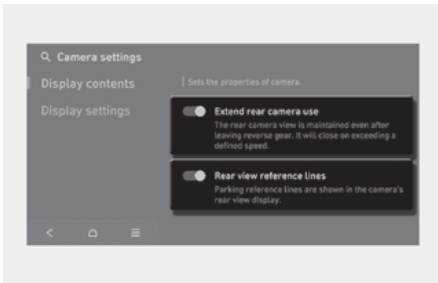 Camera settings
Display contents
Display settings
Sets the properties of camera.
Extend rear camera use
The rear camera view is maintained even after
leaving reverse gear. It will close on exceeding a
defined speed.
Rear view reference lines
Parking reference lines are shown in the camera's
rear view display.